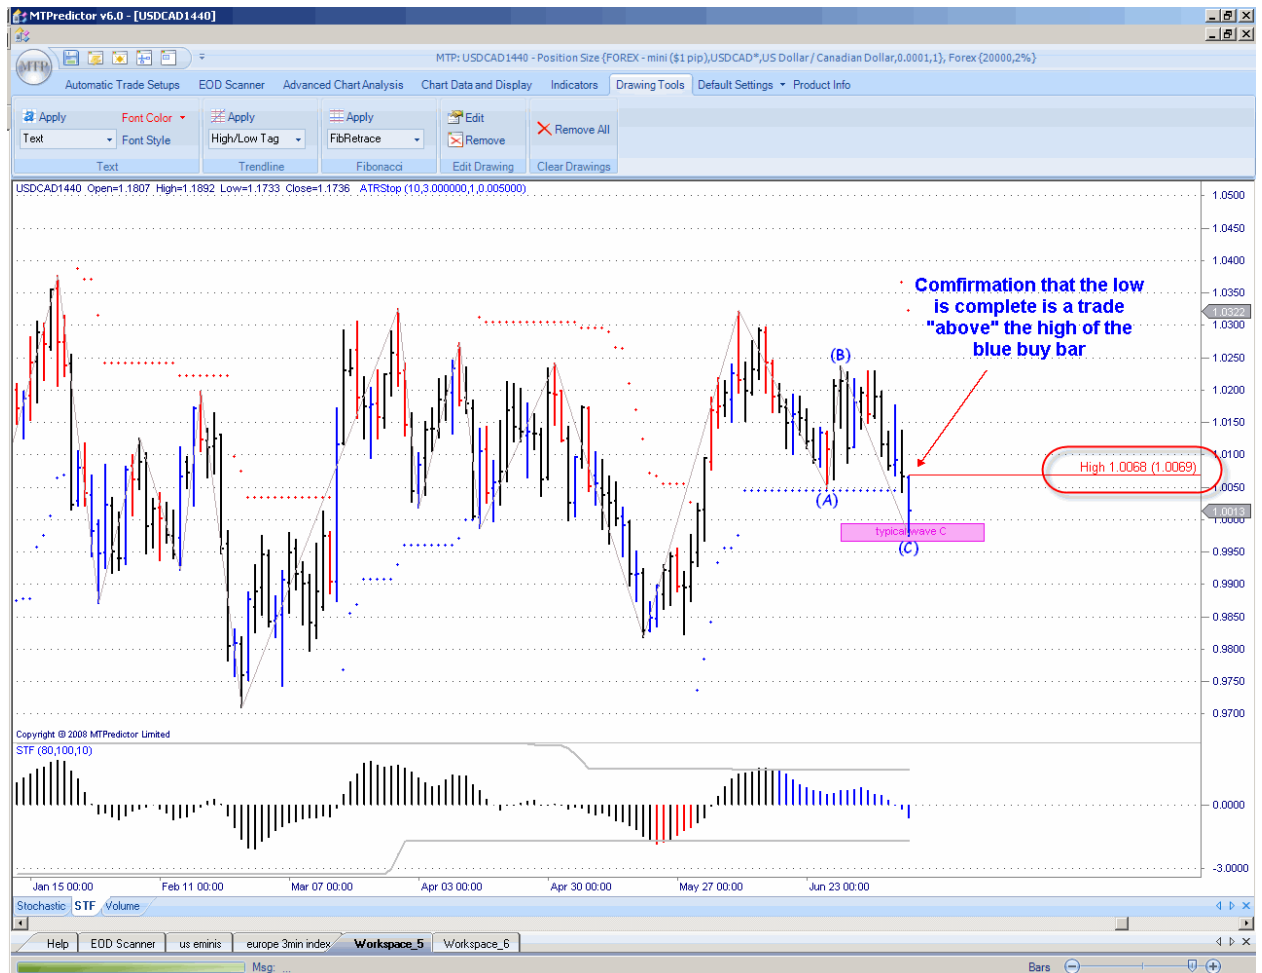 MTPredictor v6.0 - [USDCAD1440]
MTP
MTP: USDCAD1440 - Position Size {FOREX - mini ($1 pip),USDCAD*,US Dollar / Canadian Dollar,0.0001,1}, Forex {20000,2%}
Automatic Trade Setups EOD Scanner Advanced Chart Analysis Chart Data and Display Indicators Drawing Tools Default Settings Product Info
a Apply Font Color Apply Apply Edit
Text Font Style High/Low Tag FibRetrace Remove Remove All
Text Trendline Fibonacci Edit Drawing Clear Drawings
USDCAD1440 Open=1.1807 High=1.1892 Low=1.1733 Close=1.1736 ATRStop (10,3.000000,1,0.005000)
1.0500
1.0450
1.0400
1.0350
1.0322
1.0300
1.0250
1.0200
1.0150
1.0100
1.0050
1.0013
1.0000
0.9950
0.9900
0.9850
0.9800
0.9750
0.9700
Comfirmation that the low
is complete is a trade
"above" the high of the
blue buy bar
(B)
High 1.0068 (1.0069)
(A)
typical wave C
(C)
Copyright © 2008 MTPredictor Limited
STF (80,100,10)
0.0000
-3.0000
Jan 15 00:00 Feb 11 00:00 Mar 07 00:00 Apr 03 00:00 Apr 30 00:00 May 27 00:00 Jun 23 00:00
Stochastic STF Volume
Help EOD Scanner us eminis europe 3min index Workspace_5 Workspace_6
Msg: ... Bars